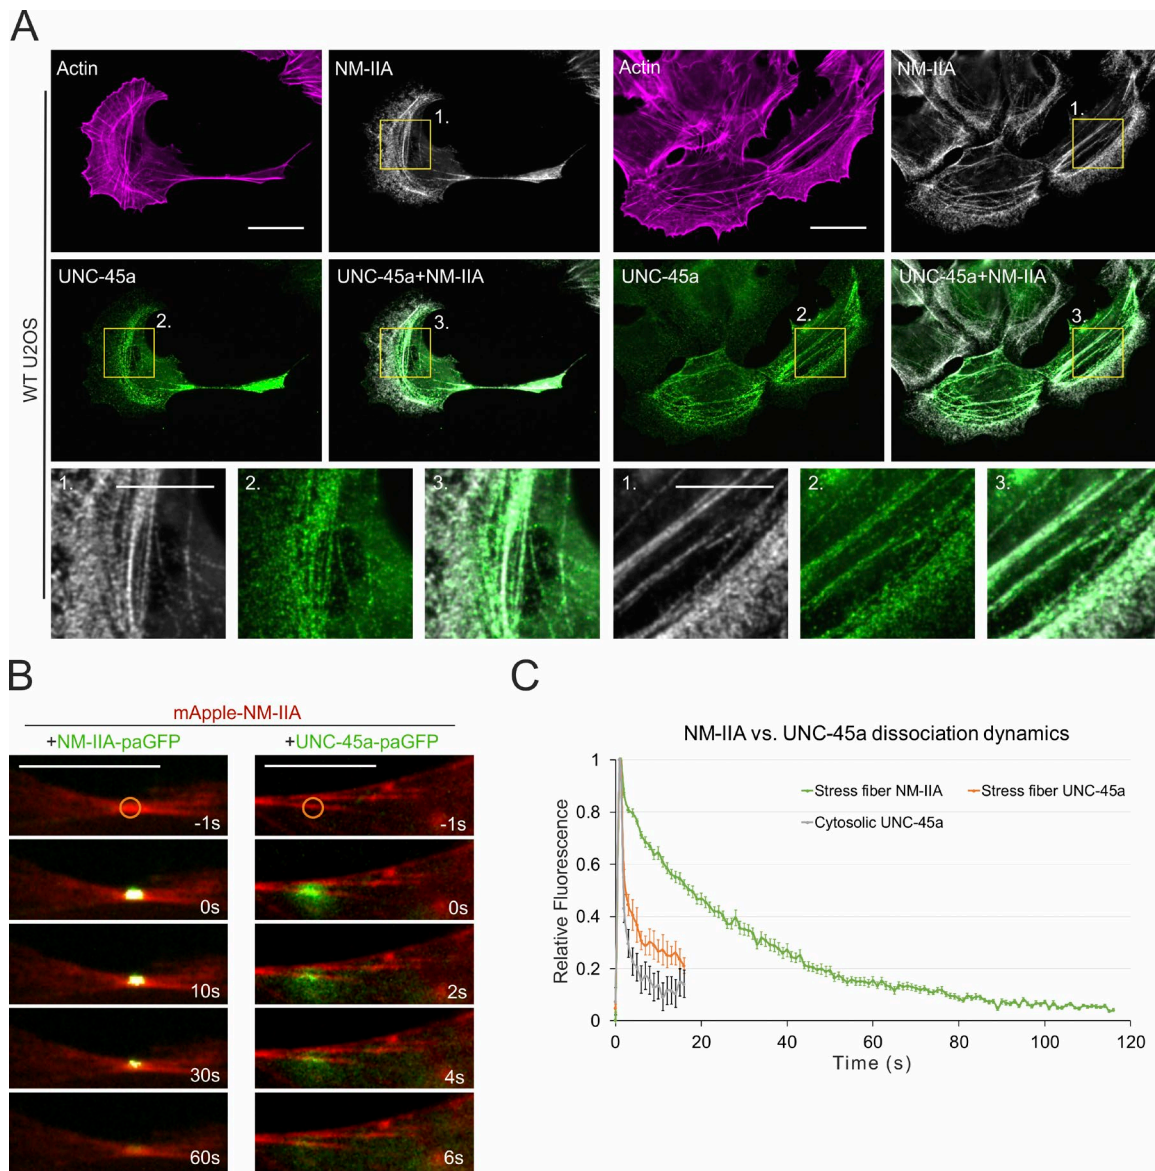 A
Actin
NM-IIA
1.
Actin
NM-IIA
1.
UNC-45a
2.
UNC-45a+NM-IIA
3.
UNC-45a
2.
UNC-45a+NM-IIA
3.
WT U2OS
1.
2.
3.
1.
2.
3.
B
mApple-NM-IIA
+NM-IIA-paGFP
+UNC-45a-paGFP
-1s
-1s
0s
0s
10s
2s
30s
4s
60s
6s
C
NM-IIA vs. UNC-45a dissociation dynamics
Stress fiber NM-IIA
Stress fiber UNC-45a
Cytosolic UNC-45a
Relative Fluorescence
1
0.8
0.6
0.4
0.2
0
0
20
40
60
80
100
120
Time (s)